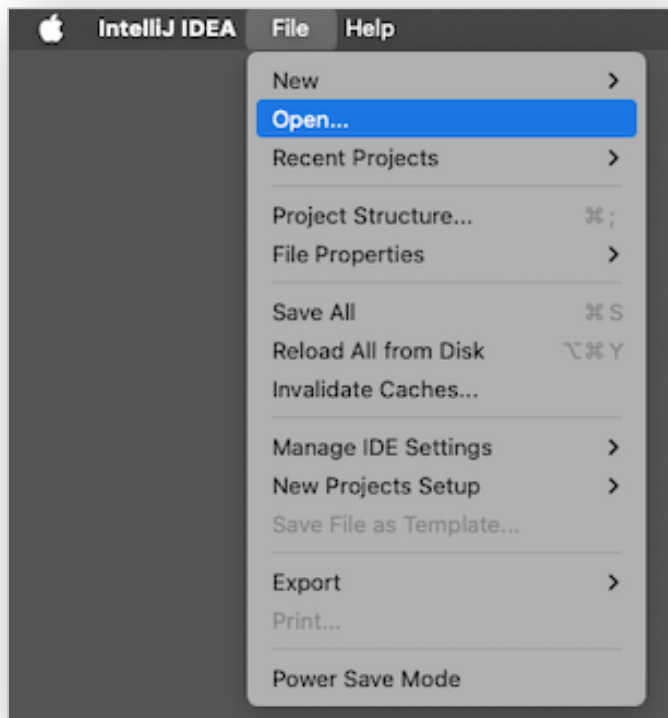 IntelliJ IDEA File Help
New
Open...
Recent Projects
Project Structure... ⌘ ;
File Properties
Save All ⌘ S
Reload All from Disk ⌥⌘ Y
Invalidate Caches...
Manage IDE Settings
New Projects Setup
Save File as Template...
Export
Print...
Power Save Mode